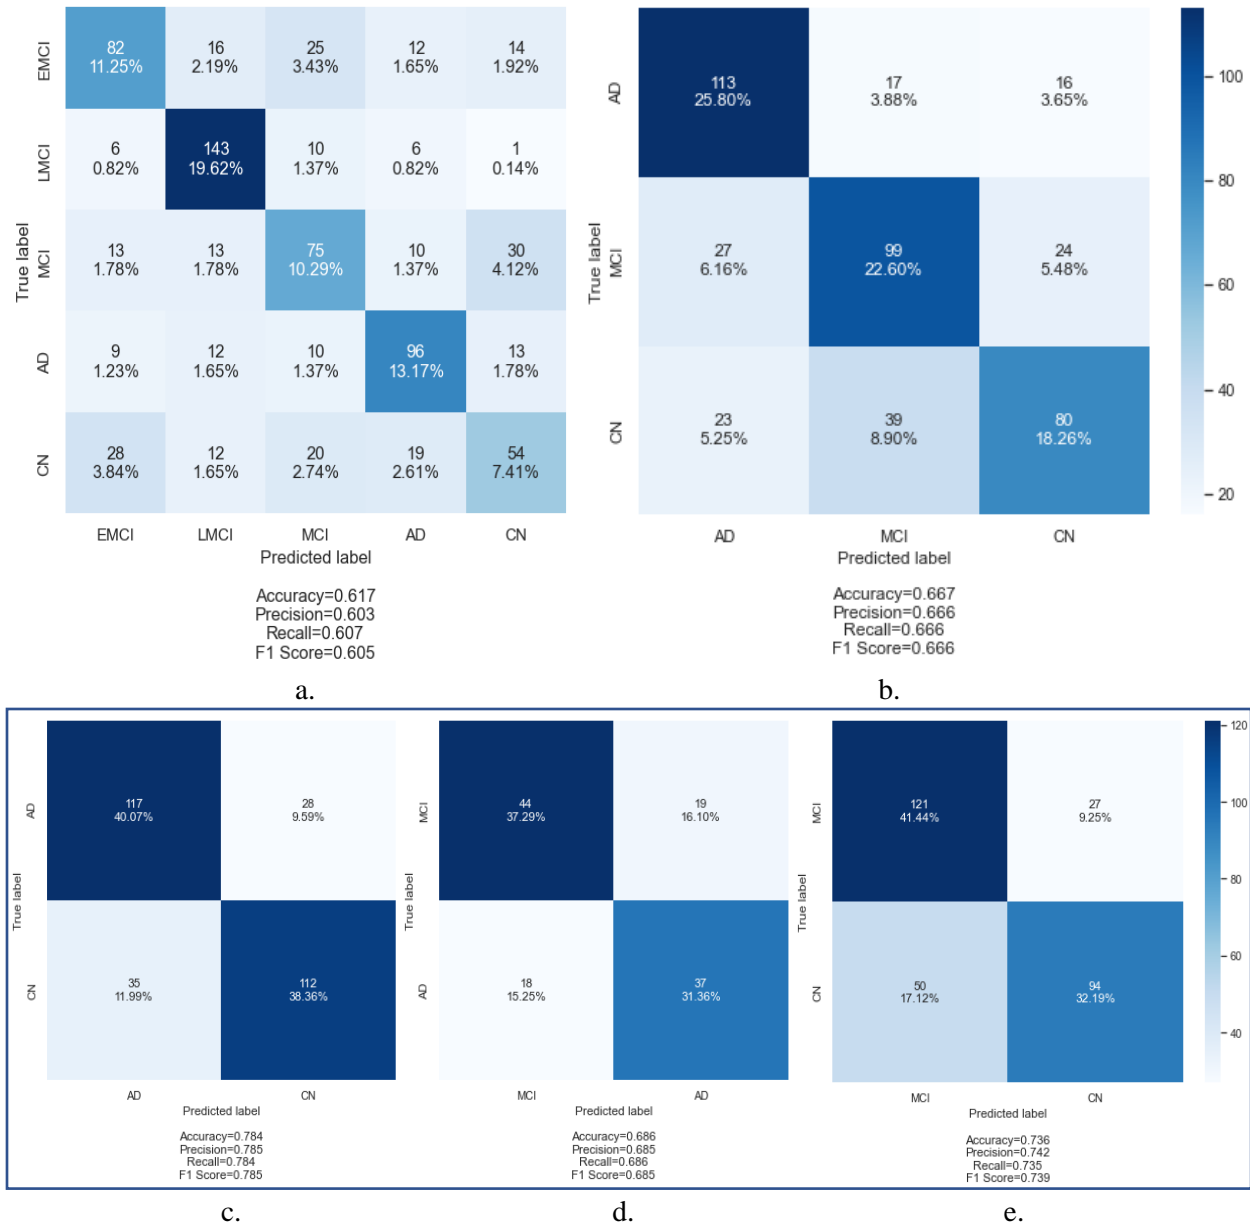 82 16 25 12 14
11.25% 2.19% 3.43% 1.65% 1.92%
EMCI
6 143 10 6 1
0.82% 19.62% 1.37% 0.82% 0.14%
LMCI
13 13 75 10 30
1.78% 1.78% 10.29% 1.37% 4.12%
MCI
True label
9 12 10 96 13
1.23% 1.65% 1.37% 13.17% 1.78%
AD
28 12 20 19 54
3.84% 1.65% 2.74% 2.61% 7.41%
CN
EMCI LMCI MCI AD CN
Predicted label
Accuracy=0.617
Precision=0.603
Recall=0.607
F1 Score=0.605
a.
113 17 16
25.80% 3.88% 3.65%
AD
27 99 24
6.16% 22.60% 5.48%
MCI
True label
23 39 80
5.25% 8.90% 18.26%
CN
AD MCI CN
Predicted label
Accuracy=0.667
Precision=0.666
Recall=0.666
F1 Score=0.666
b.
100
80
60
40
20
117 28
40.07% 9.59%
AD
True label
35 112
11.99% 38.36%
CN
AD CN
Predicted label
Accuracy=0.784
Precision=0.785
Recall=0.784
F1 Score=0.785
c.
44 19
37.29% 16.10%
MCI
True label
18 37
15.25% 31.36%
AD
MCI AD
Predicted label
Accuracy=0.686
Precision=0.685
Recall=0.686
F1 Score=0.685
d.
121 27
41.44% 9.25%
MCI
True label
50 94
17.12% 32.19%
CN
MCI CN
Predicted label
Accuracy=0.736
Precision=0.742
Recall=0.735
F1 Score=0.739
e.
120
100
80
60
40